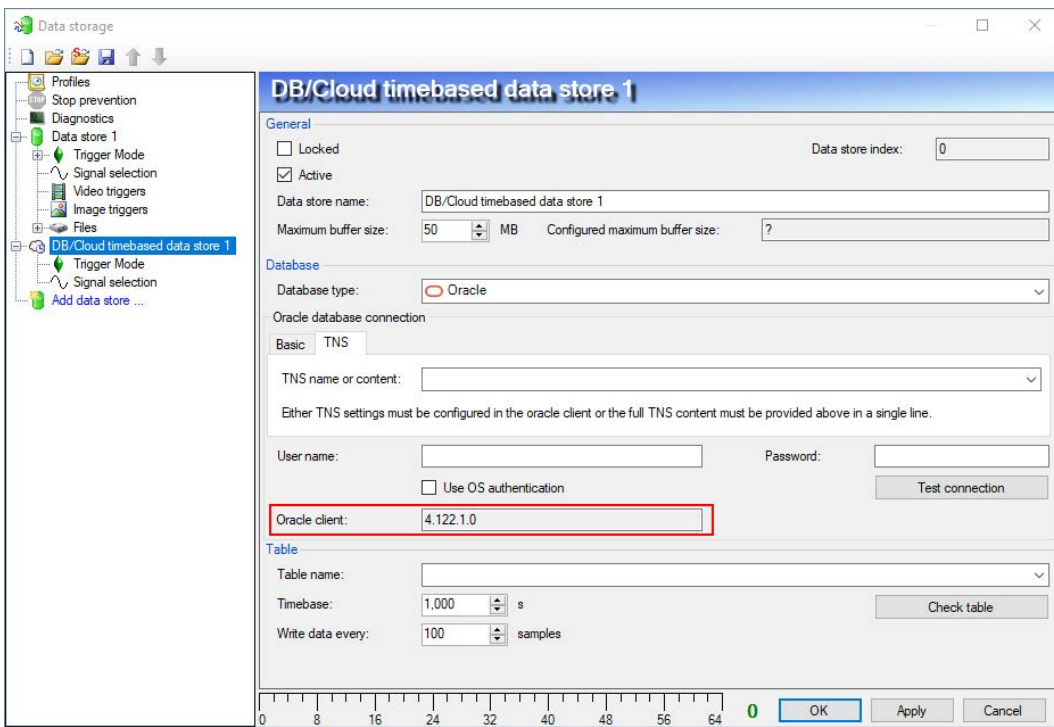 Data storage
Profiles
STOP Stop prevention
Diagnostics
Data store 1
Trigger Mode
Signal selection
Video triggers
Image triggers
Files
DB/Cloud timebased data store 1
Trigger Mode
Signal selection
Add data store ...
DB/Cloud timebased data store 1
General
Locked Data store index: 0
Active
Data store name: DB/Cloud timebased data store 1
Maximum buffer size: 50 MB Configured maximum buffer size: ?
Database
Database type: Oracle
Oracle database connection
Basic TNS
TNS name or content:
Either TNS settings must be configured in the oracle client or the full TNS content must be provided above in a single line.
User name: Password:
Use OS authentication Test connection
Oracle client: 4.122.1.0
Table
Table name:
Timebase: 1,000 s Check table
Write data every: 100 samples
0 8 16 24 32 40 48 56 64 0 OK Apply Cancel